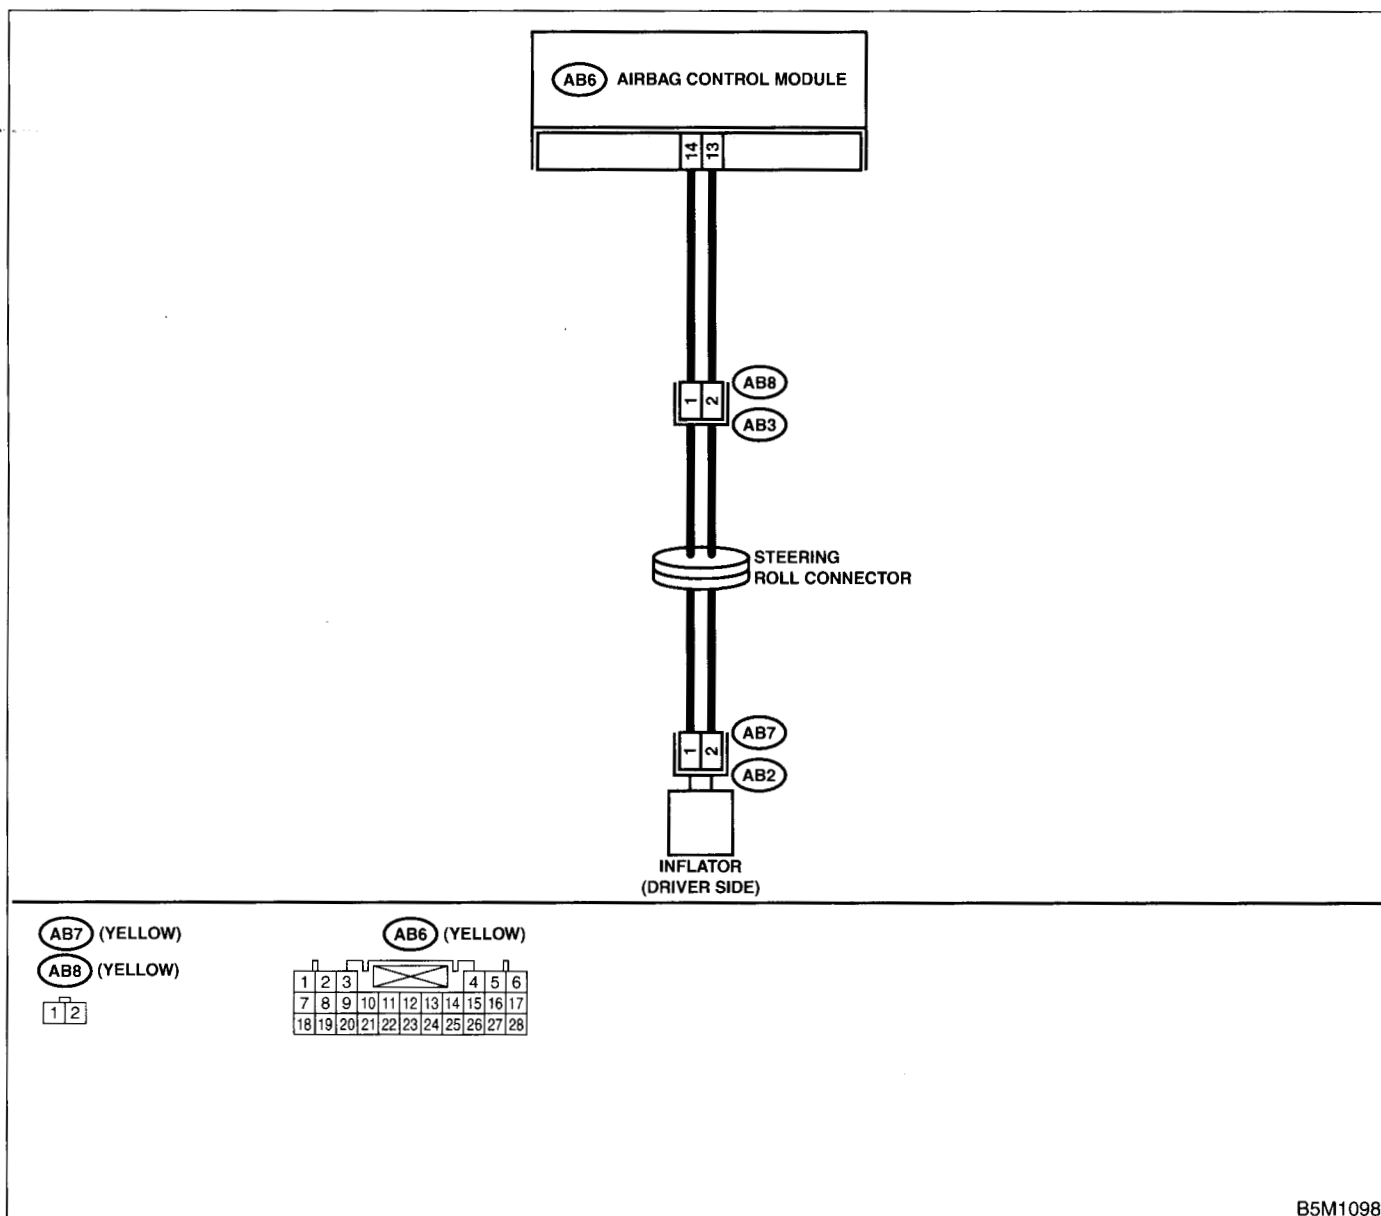 AB6 AIRBAG CONTROL MODULE
14 13
AB8
1 2
AB3
STEERING
ROLL CONNECTOR
AB7
1 2
AB2
INFLATOR
(DRIVER SIDE)
AB7 (YELLOW)
AB8 (YELLOW)
1 2
AB6 (YELLOW)
1 2 3 4 5 6
7 8 9 10 11 12 13 14 15 16 17
18 19 20 21 22 23 24 25 26 27 28
B5M1098